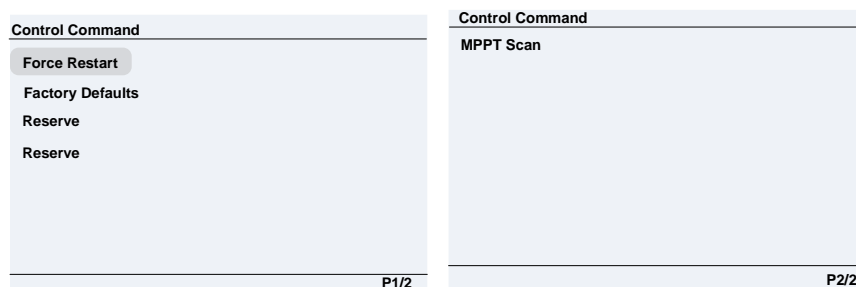 Control Command
Force Restart
Factory Defaults
Reserve
Reserve
P1/2
Control Command
MPPT Scan
P2/2